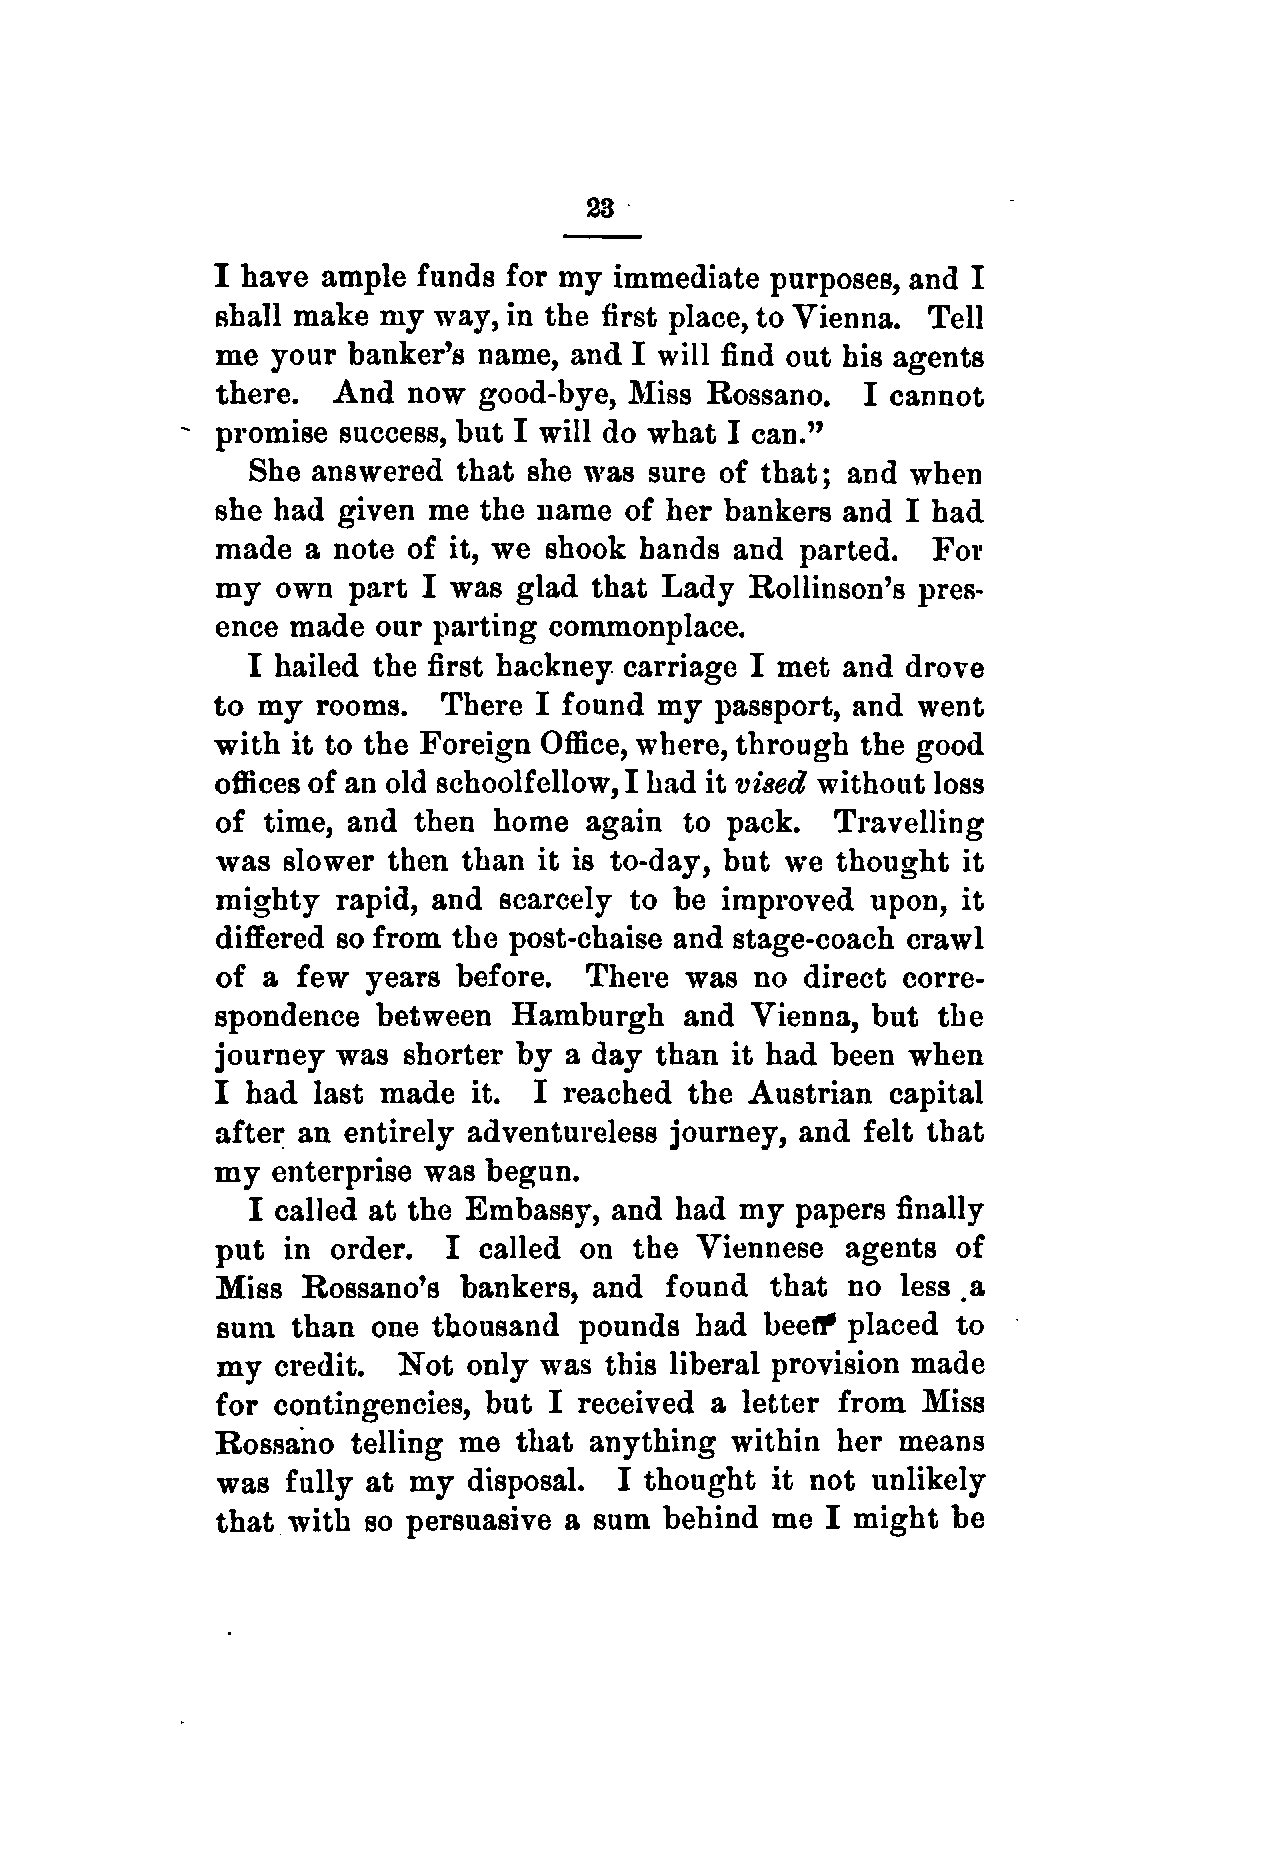 23
I have ample funds for my immediate purposes, and I
shall make my way, in the first place, to Vienna. Tell
me your banker's name, and I will find out his agents
there. And now good-bye, Miss Rossano. I cannot
promise success, but I will do what I can."
She answered that she was sure of that; and when
she had given me the name of her bankers and I had
made a note of it, we shook hands and parted. For
my own part I was glad that Lady Rollinson's pres-
ence made our parting commonplace.
I hailed the first hackney carriage I met and drove
to my rooms. There I found my passport, and went
with it to the Foreign Office, where, through the good
offices of an old schoolfellow, I had it vised without loss
of time, and then home again to pack. Travelling
was slower then than it is to-day, but we thought it
mighty rapid, and scarcely to be improved upon, it
differed so from the post-chaise and stage-coach crawl
of a few years before. There was no direct corre-
spondence between Hamburgh and Vienna, but the
journey was shorter by a day than it had been when
I had last made it. I reached the Austrian capital
after an entirely adventureless journey, and felt that
my enterprise was begun.
I called at the Embassy, and had my papers finally
put in order. I called on the Viennese agents of
Miss Rossano's bankers, and found that no less a
sum than one thousand pounds had been placed to
my credit. Not only was this liberal provision made
for contingencies, but I received a letter from Miss
Rossano telling me that anything within her means
was fully at my disposal. I thought it not unlikely
that with so persuasive a sum behind me I might be